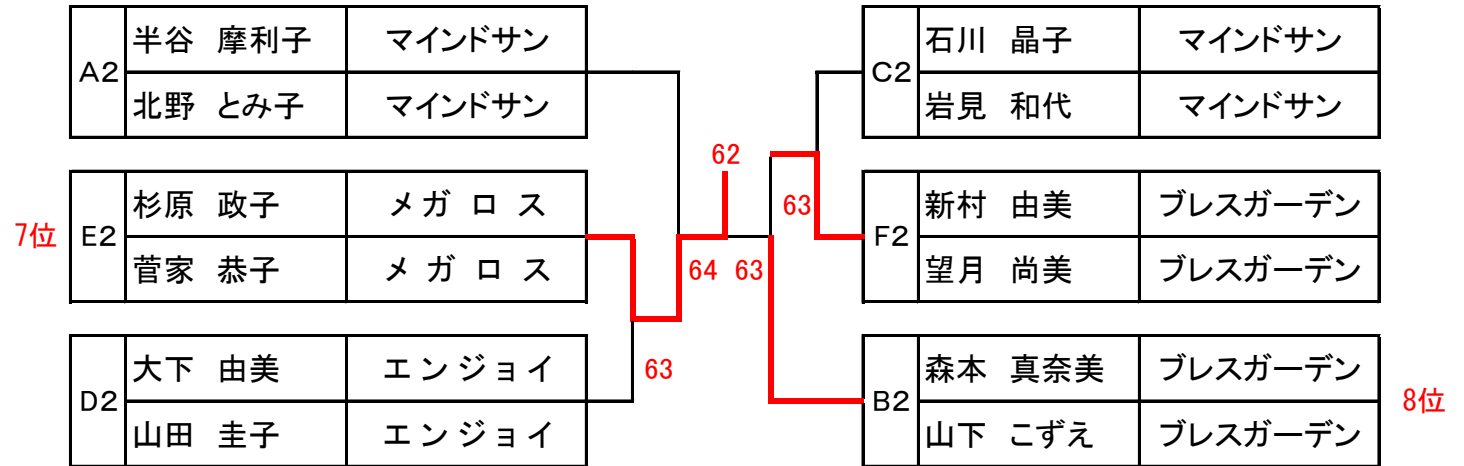 A2 半谷 摩利子 マインドサン
北野 とみ子 マインドサン
7位 E2 杉原 政子 メガロス
菅家 恭子 メガロス
D2 大下 由美 エンジョイ
山田 圭子 エンジョイ
62
64 63
63
63
C2 石川 晶子 マインドサン
岩見 和代 マインドサン
F2 新村 由美 ブレスガーデン
望月 尚美 ブレスガーデン
B2 森本 真奈美 ブレスガーデン 8位
山下 こずえ ブレスガーデン